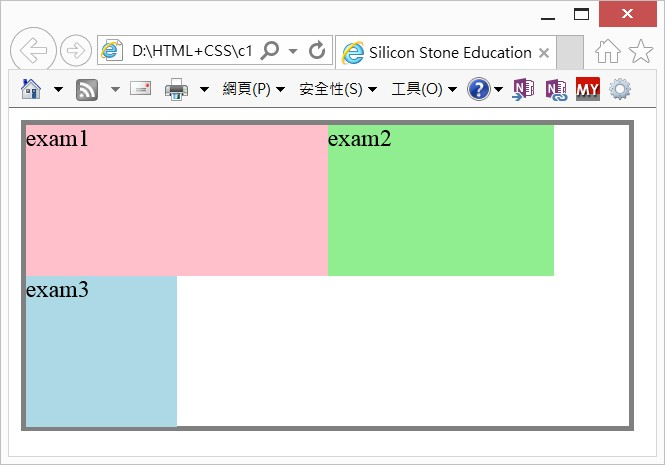 D:\HTML+CSS\c1
Silicon Stone Education
網頁(P) 安全性(S) 工具(O) MY
exam1 exam2
exam3